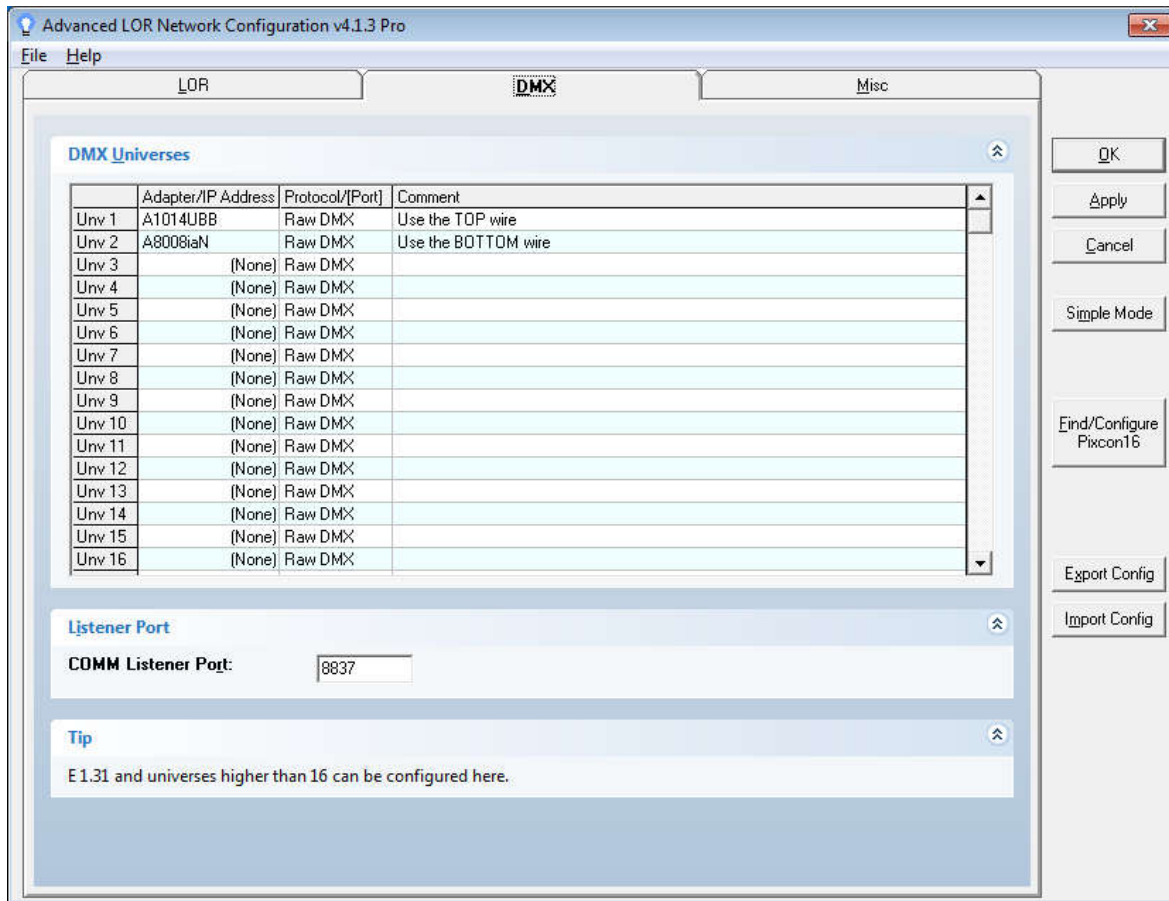 Advanced LOR Network Configuration v4.1.3 Pro
File Help
LOR DMX Misc
DMX Universes
Adapter/IP Address Protocol/[Port] Comment
Unv 1 A1014UBB Raw DMX Use the TOP wire
Unv 2 A8008iaN Raw DMX Use the BOTTOM wire
Unv 3 (None) Raw DMX
Unv 4 (None) Raw DMX
Unv 5 (None) Raw DMX
Unv 6 (None) Raw DMX
Unv 7 (None) Raw DMX
Unv 8 (None) Raw DMX
Unv 9 (None) Raw DMX
Unv 10 (None) Raw DMX
Unv 11 (None) Raw DMX
Unv 12 (None) Raw DMX
Unv 13 (None) Raw DMX
Unv 14 (None) Raw DMX
Unv 15 (None) Raw DMX
Unv 16 (None) Raw DMX
Listener Port
COMM Listener Port: 8837
Tip
E1.31 and universes higher than 16 can be configured here.
OK
Apply
Cancel
Simple Mode
Find/Configure
Pixcon16
Export Config
Import Config